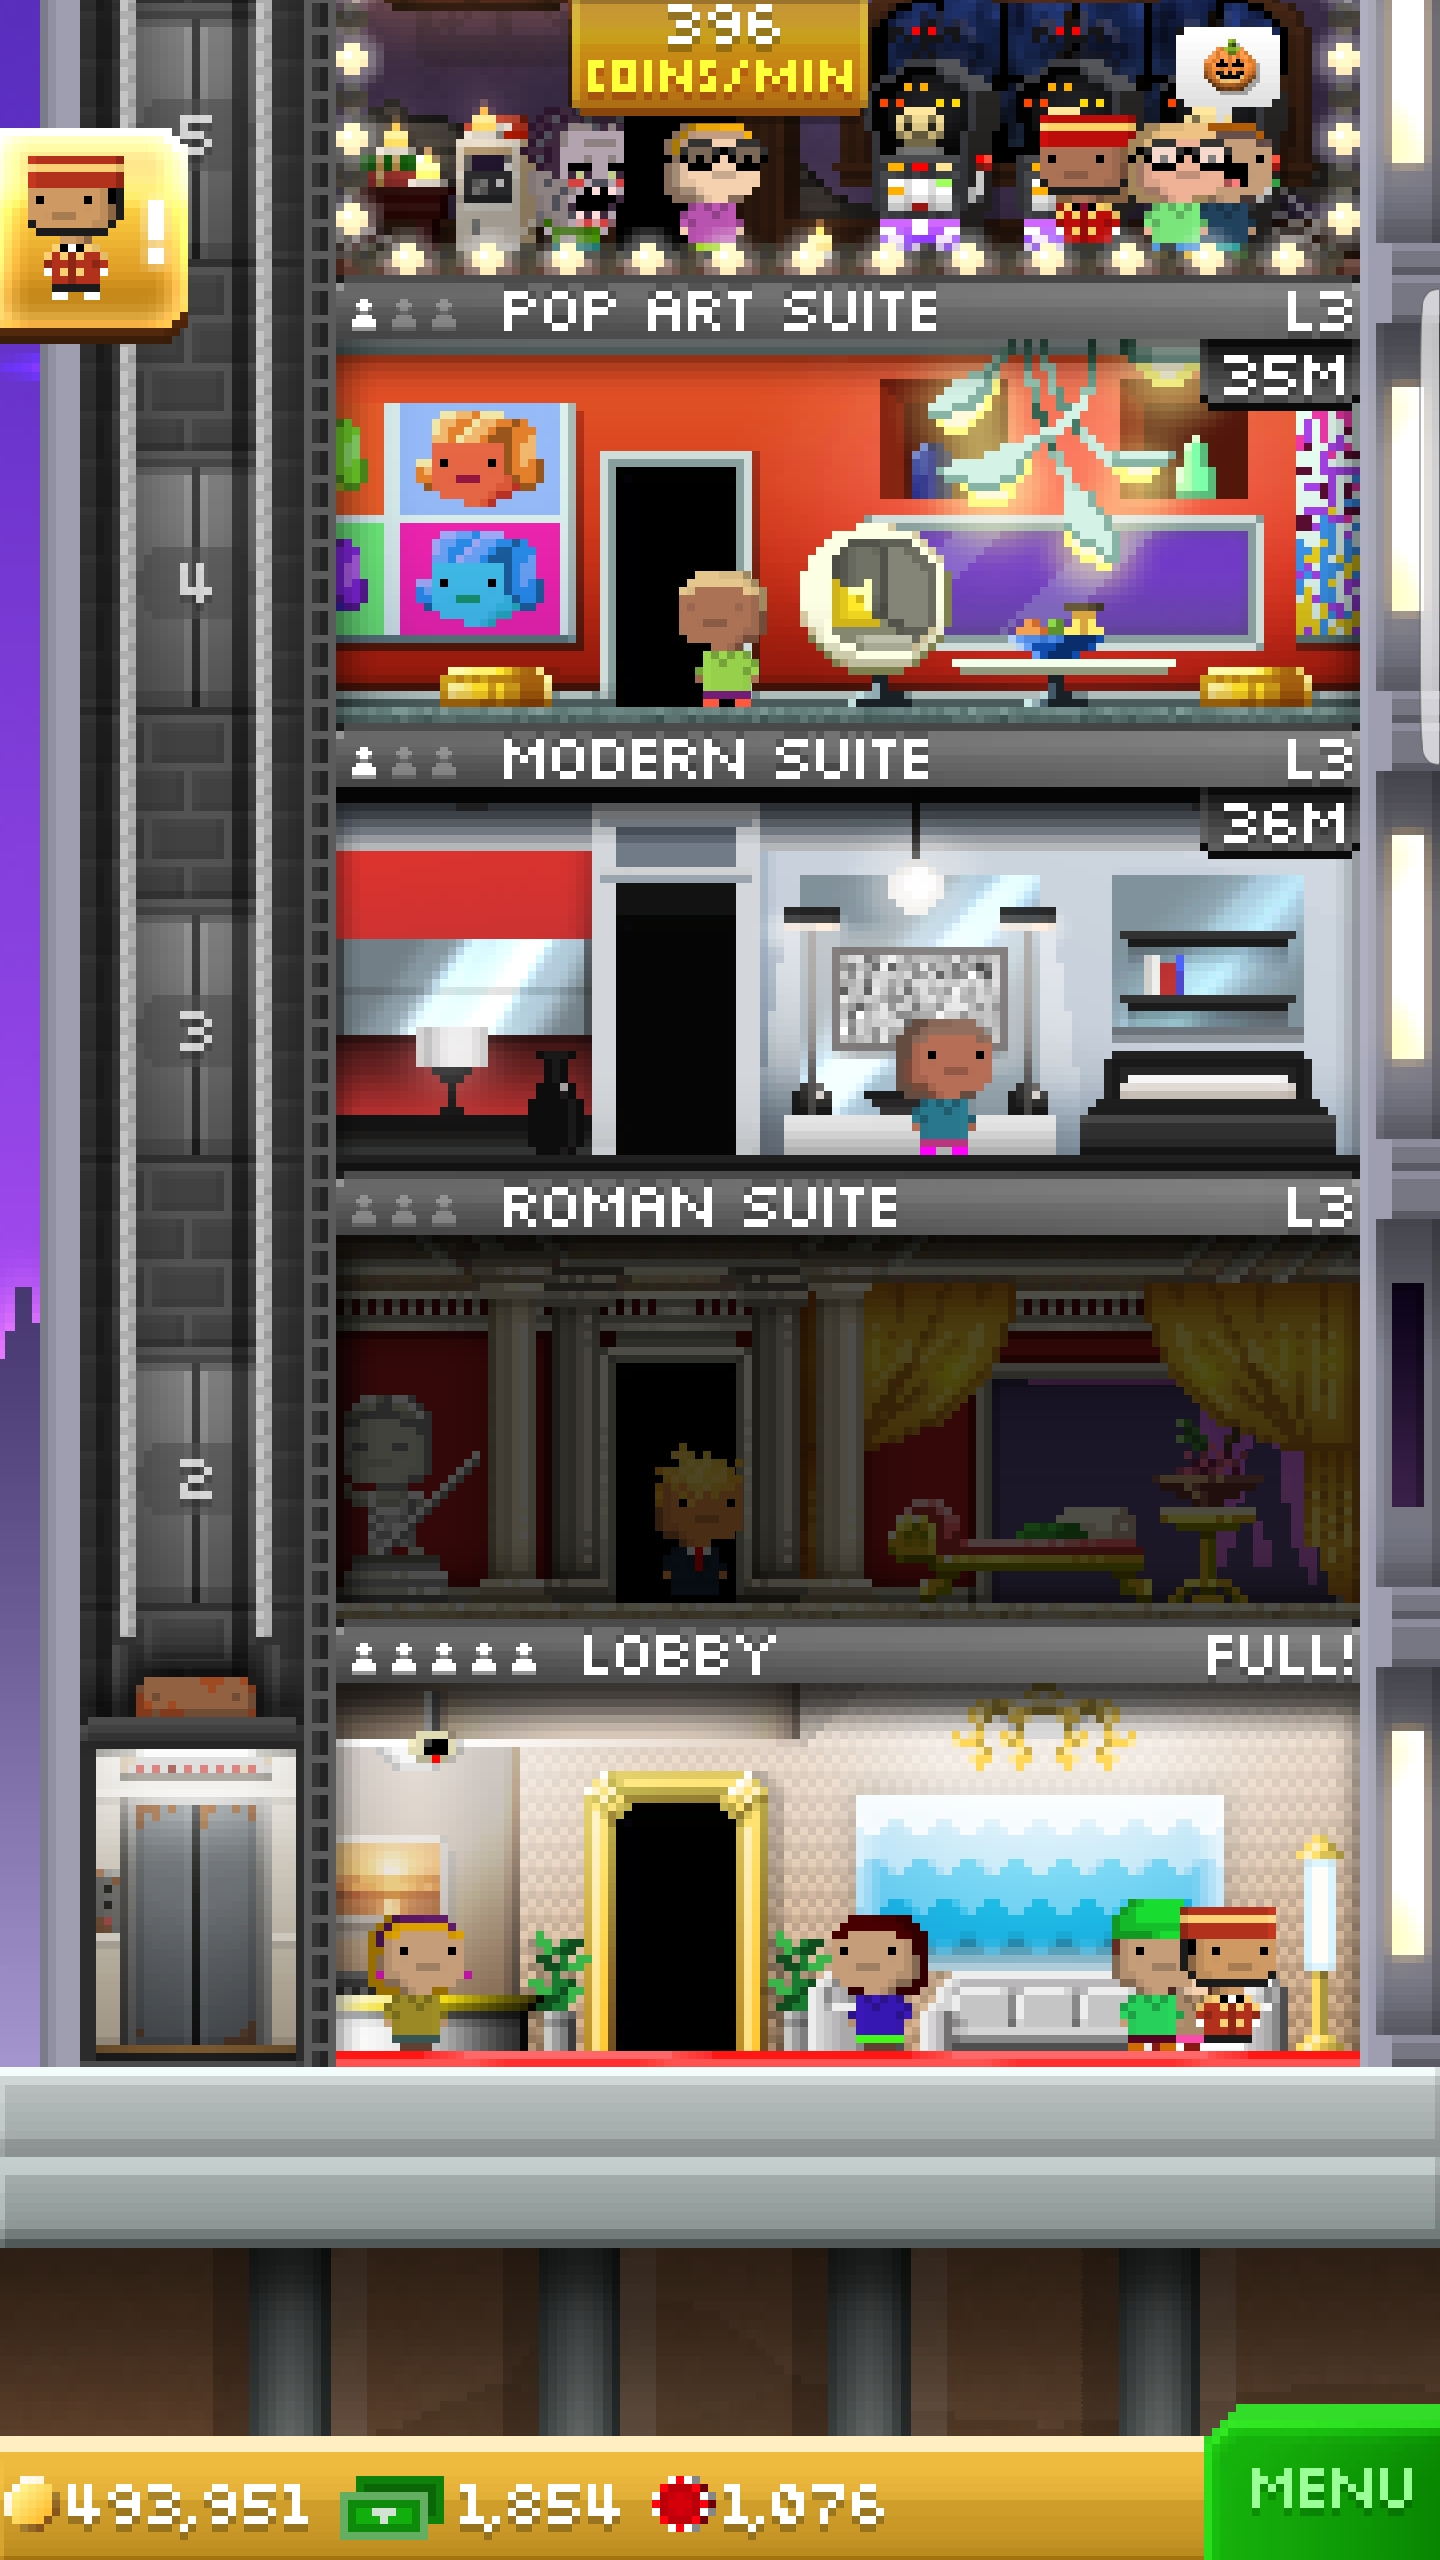 396
COINS/MIN
5
!
POP ART SUITE L3
35M
4
MODERN SUITE L3
36M
3
ROMAN SUITE L3
2
LOBBY FULL!
493,951 1,854 1,076
MENU